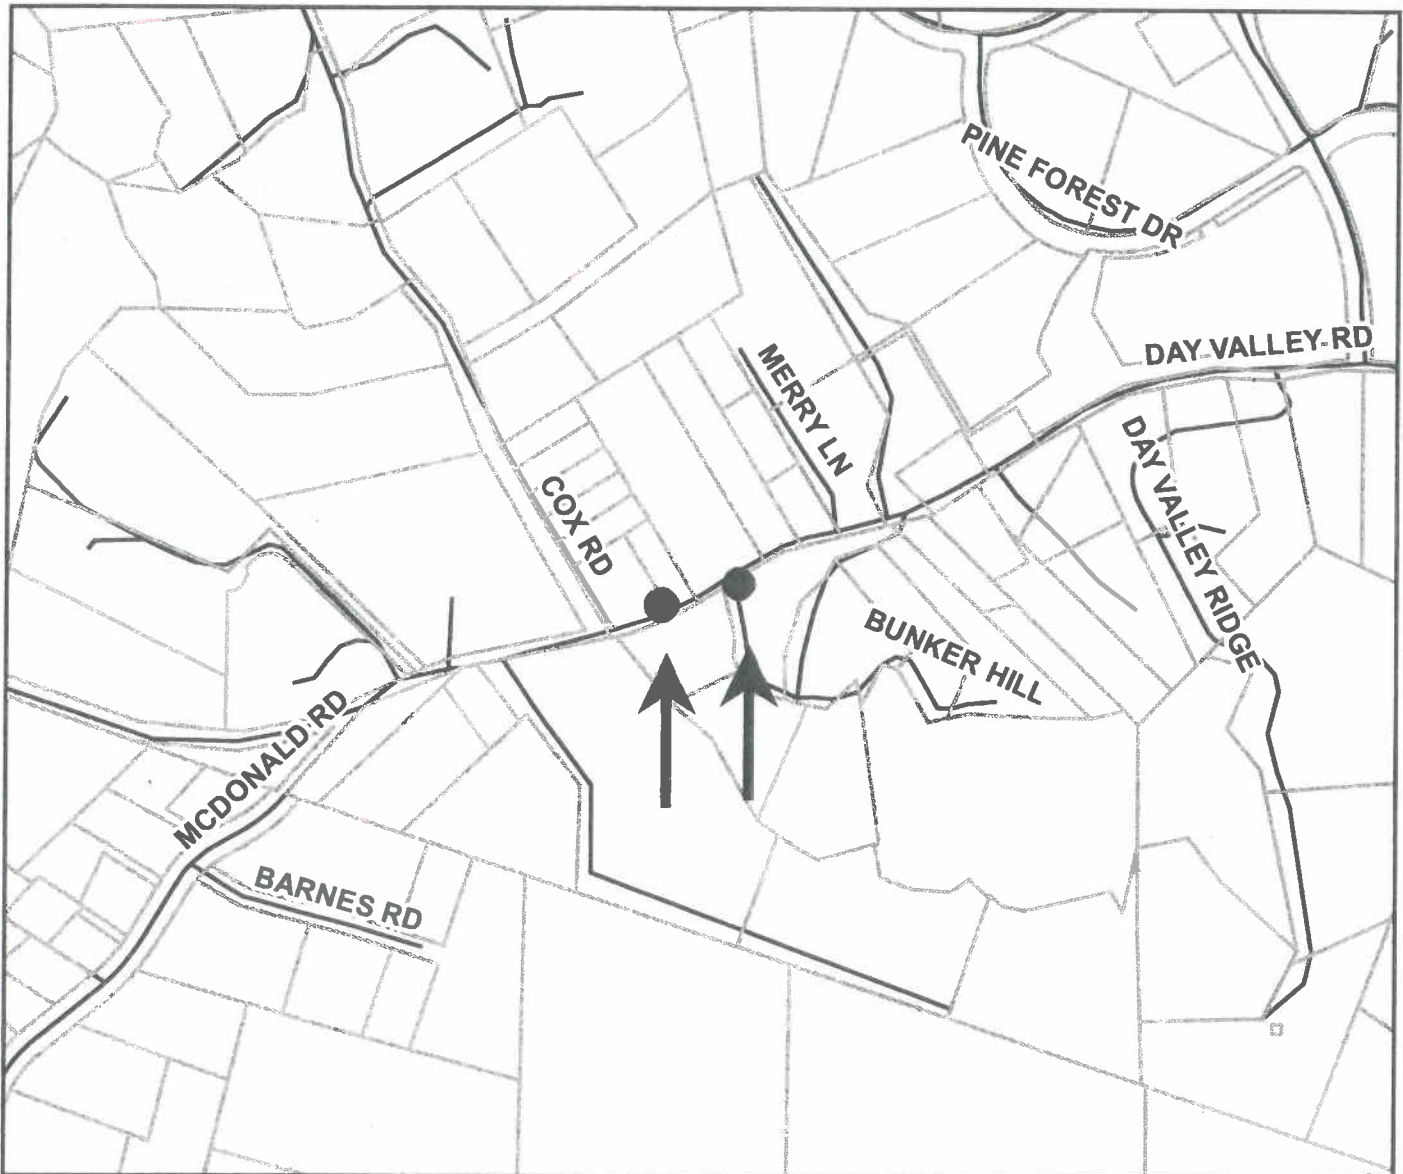 PINE FOREST DR
DAY VALLEY RD
MERRY LN
DAY VALLEY RIDGE
COX RD
BUNKER HILL
MCDONALD RD
BARNES RD